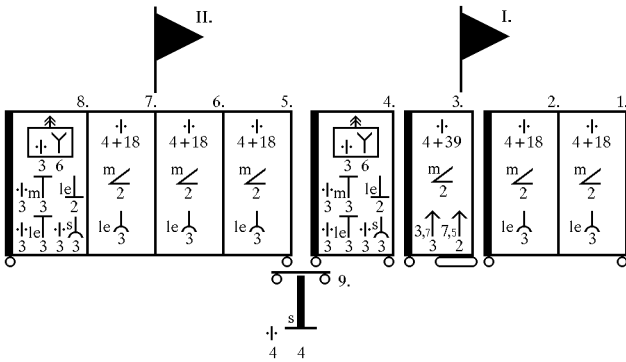 II. I.
8. 7. 6. 5. 4. 3. 2. 1.
4+18 4+18 4+18 4+39 4+18 4+18
3 6 3 6
m m m m le m m m m le m m
3 3 2 2 2 2 3 3 2 2 2 2
le s le le le le s 3,7 7,5 le le
3 3 3 3 3 3 3 3 3 3 3 3 2 3 3
9.
s
4 4